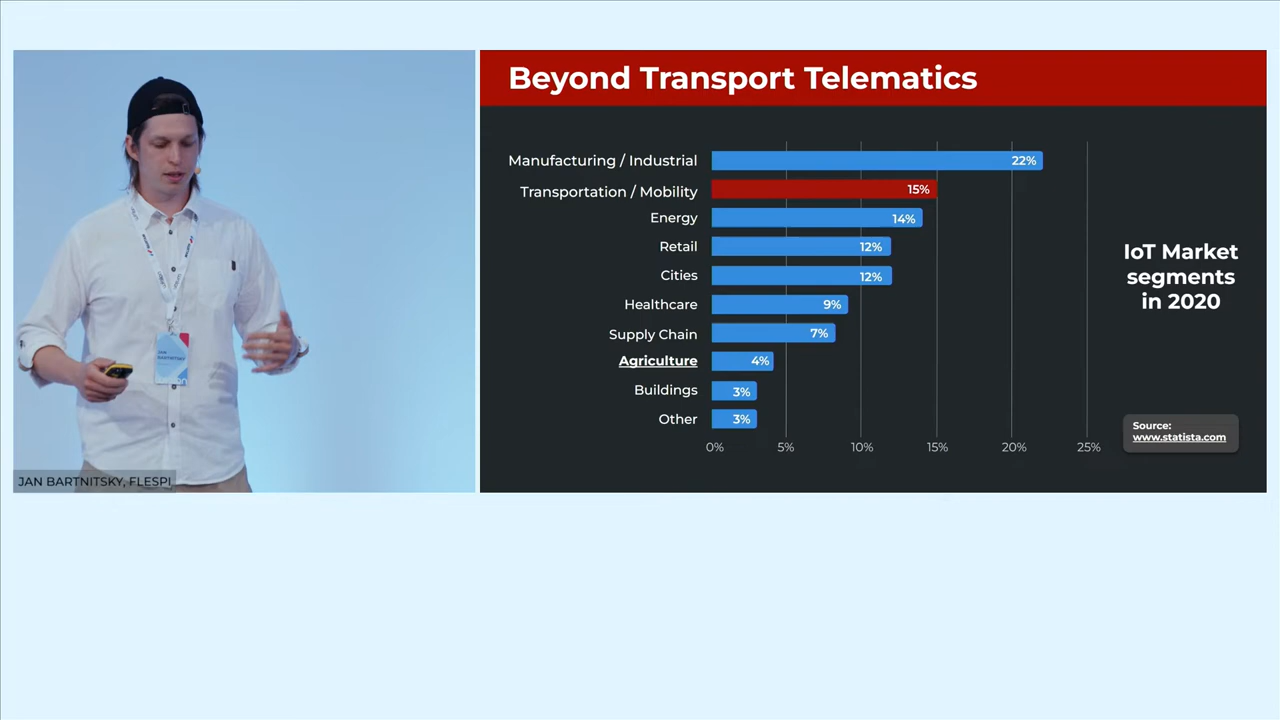 Beyond Transport Telematics
Manufacturing / Industrial 22%
Transportation / Mobility 15%
Energy 14%
Retail 12%
Cities 12%
Healthcare 9%
Supply Chain 7%
Agriculture 4%
Buildings 3%
Other 3%
0% 5% 10% 15% 20% 25%
IoT Market
segments
in 2020
Source:
www.statista.com
JAN
BARTNITSKY
JAN BARTNITSKY, FLESPI